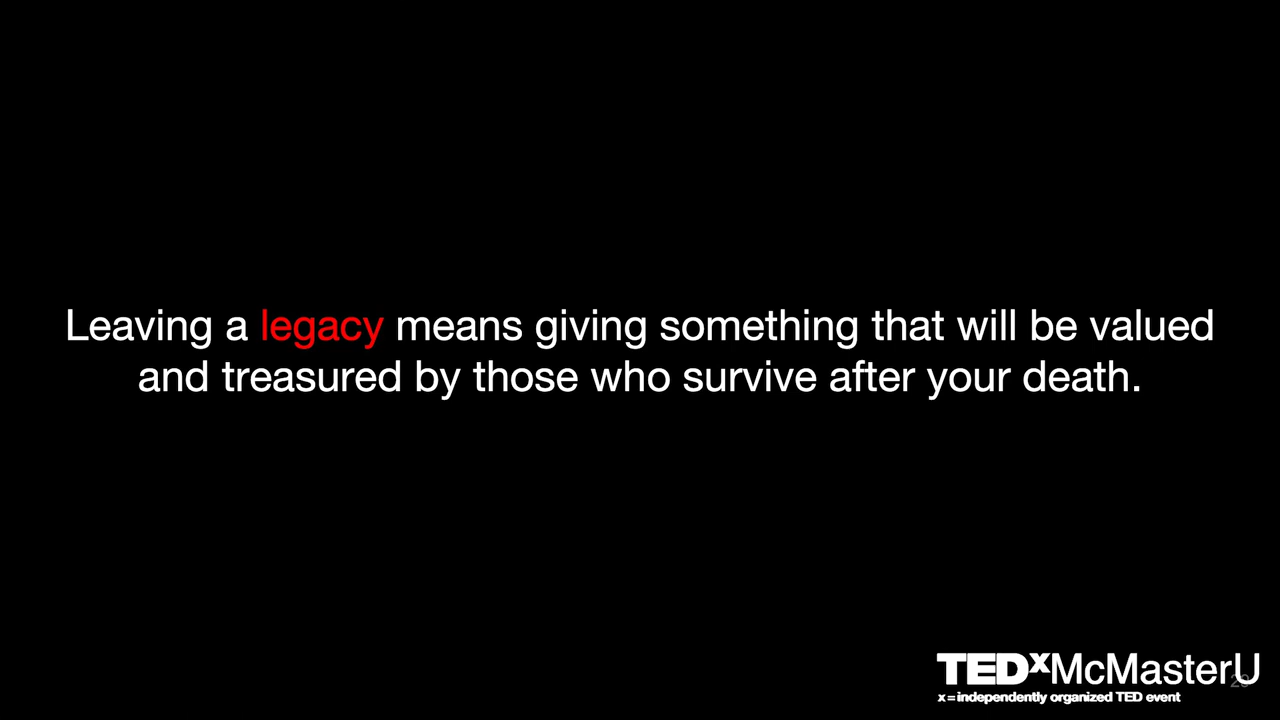 Leaving a legacy means giving something that will be valued
and treasured by those who survive after your death.
TEDxMcMasterU
x = independently organized TED event